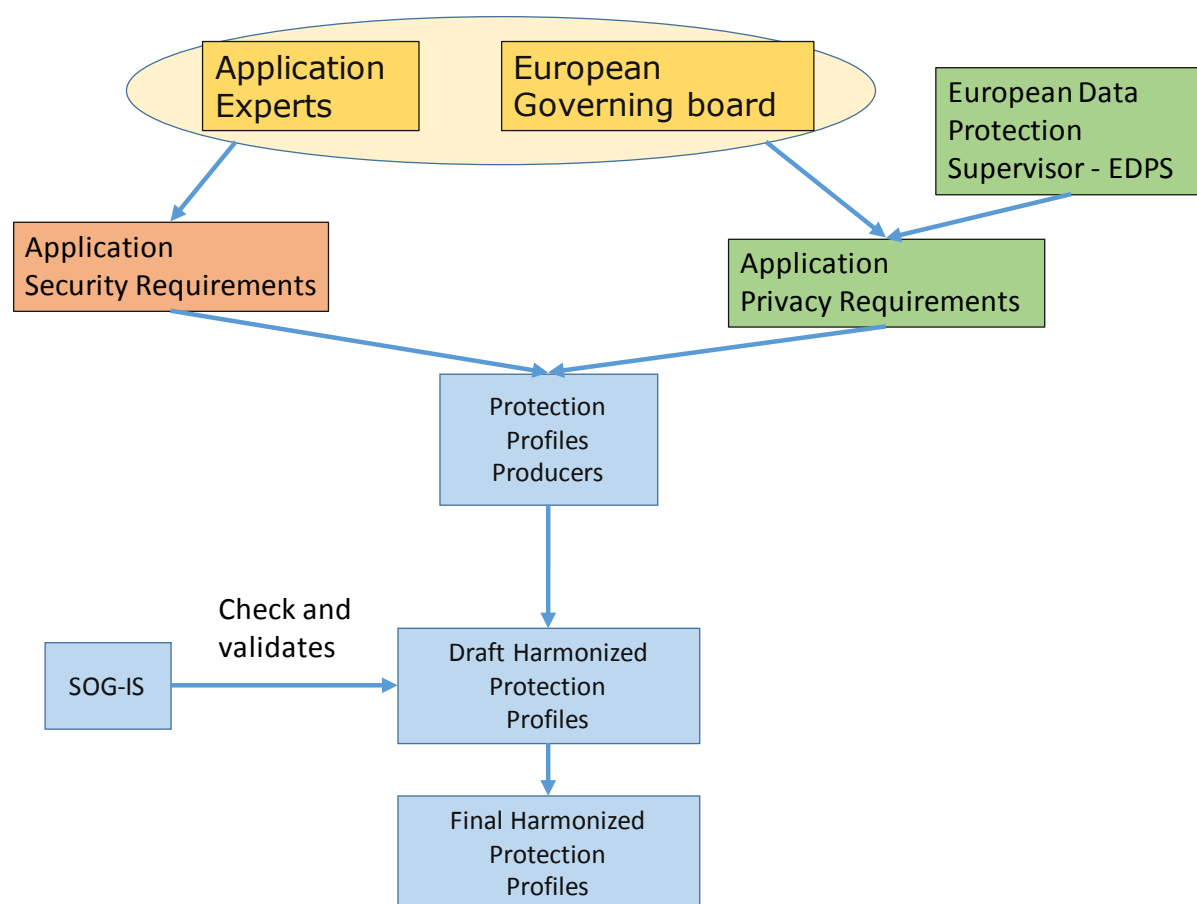 Application
Experts
European
Governing board
European Data
Protection
Supervisor - EDPS
Application
Security Requirements
Application
Privacy Requirements
Protection
Profiles
Producers
Check and
validates
SOG-IS
Draft Harmonized
Protection
Profiles
Final Harmonized
Protection
Profiles